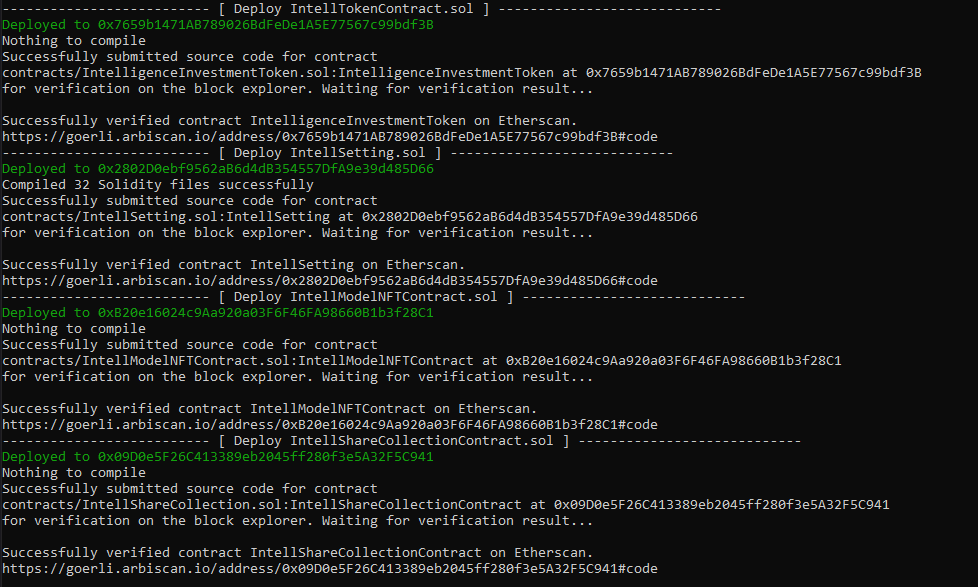 -------------------------- [ Deploy IntellTokenContract.sol ] ----------------------------
Deployed to 0x7659b1471AB789026BdFeDe1A5E77567c99bdf3B
Nothing to compile
Successfully submitted source code for contract
contracts/IntelligenceInvestmentToken.sol:IntelligenceInvestmentToken at 0x7659b1471AB789026BdFeDe1A5E77567c99bdf3B
for verification on the block explorer. Waiting for verification result...
Successfully verified contract IntelligenceInvestmentToken on Etherscan.
https://goerli.arbiscan.io/address/0x7659b1471AB789026BdFeDe1A5E77567c99bdf3B#code
-------------------------- [ Deploy IntellSetting.sol ] ----------------------------
Deployed to 0x2802D0ebf9562aB6d4dB354557DfA9e39d485D66
Compiled 32 Solidity files successfully
Successfully submitted source code for contract
contracts/IntellSetting.sol:IntellSetting at 0x2802D0ebf9562aB6d4dB354557DfA9e39d485D66
for verification on the block explorer. Waiting for verification result...
Successfully verified contract IntellSetting on Etherscan.
https://goerli.arbiscan.io/address/0x2802D0ebf9562aB6d4dB354557DfA9e39d485D66#code
-------------------------- [ Deploy IntellModelNFTContract.sol ] ----------------------------
Deployed to 0xB20e16024c9Aa920a03F6F46FA98660B1b3f28C1
Nothing to compile
Successfully submitted source code for contract
contracts/IntellModelNFTContract.sol:IntellModelNFTContract at 0xB20e16024c9Aa920a03F6F46FA98660B1b3f28C1
for verification on the block explorer. Waiting for verification result...
Successfully verified contract IntellModelNFTContract on Etherscan.
https://goerli.arbiscan.io/address/0xB20e16024c9Aa920a03F6F46FA98660B1b3f28C1#code
-------------------------- [ Deploy IntellShareCollectionContract.sol ] ----------------------------
Deployed to 0x09D0e5F26C413389eb2045ff280f3e5A32F5C941
Nothing to compile
Successfully submitted source code for contract
contracts/IntellShareCollection.sol:IntellShareCollectionContract at 0x09D0e5F26C413389eb2045ff280f3e5A32F5C941
for verification on the block explorer. Waiting for verification result...
Successfully verified contract IntellShareCollectionContract on Etherscan.
https://goerli.arbiscan.io/address/0x09D0e5F26C413389eb2045ff280f3e5A32F5C941#code